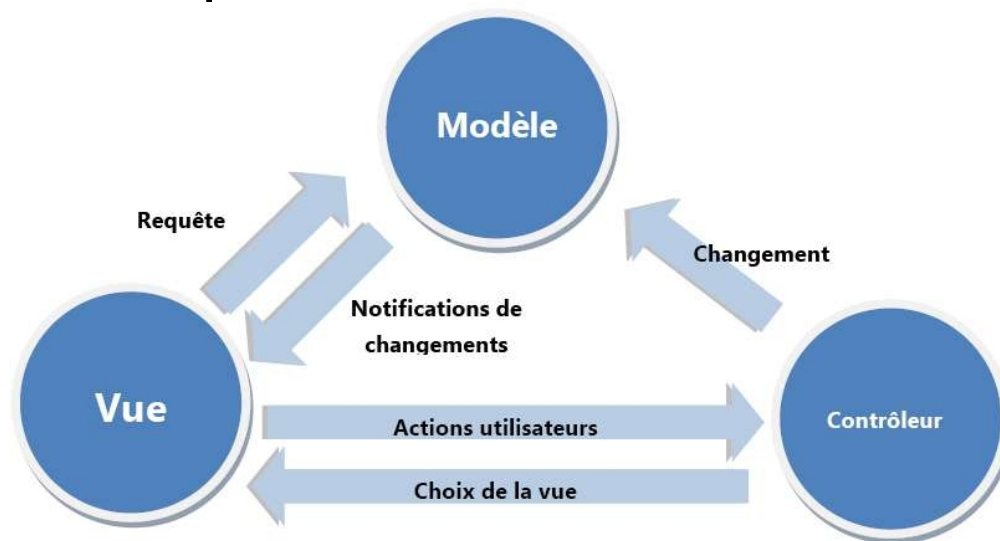 Modèle
Requête
Changement
Notifications de
changements
Vue
Contrôleur
Actions utilisateurs
Choix de la vue